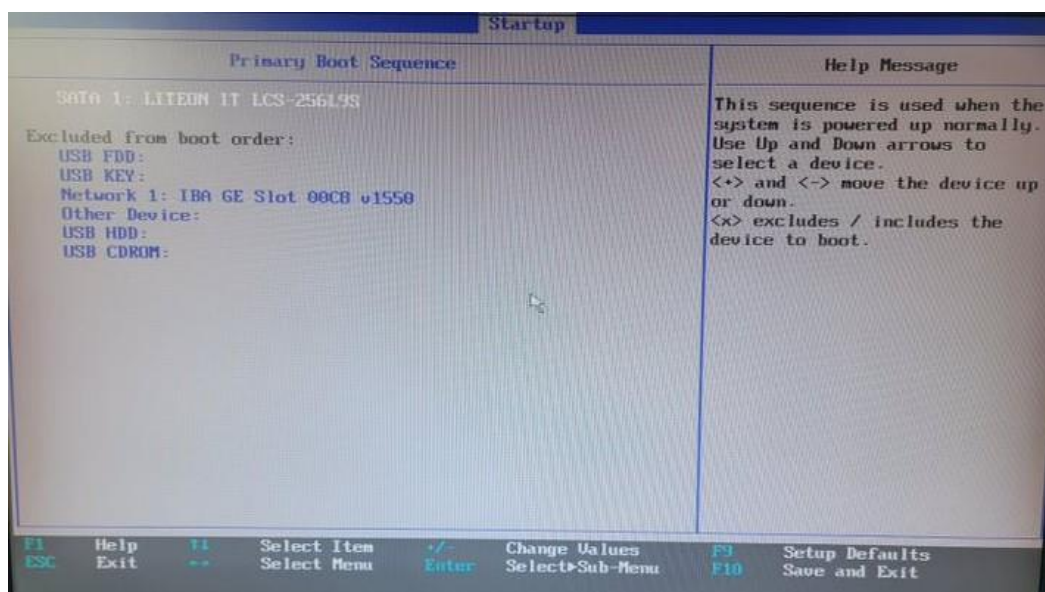 Startup
Primary Boot Sequence
SATA 1: LITEON IT LCS-256L9S
Excluded from boot order:
USB FDD:
USB KEY:
Network 1: IBA GE Slot 00C8 v1550
Other Device:
USB HDD:
USB CDROM:
Help Message
This sequence is used when the
system is powered up normally.
Use Up and Down arrows to
select a device.
<+> and <-> move the device up
or down.
<x> excludes / includes the
device to boot.
F1 Help ↑↓ Select Item +/- Change Values F9 Setup Defaults
ESC Exit ←→ Select Menu Enter Select▶Sub-Menu F10 Save and Exit